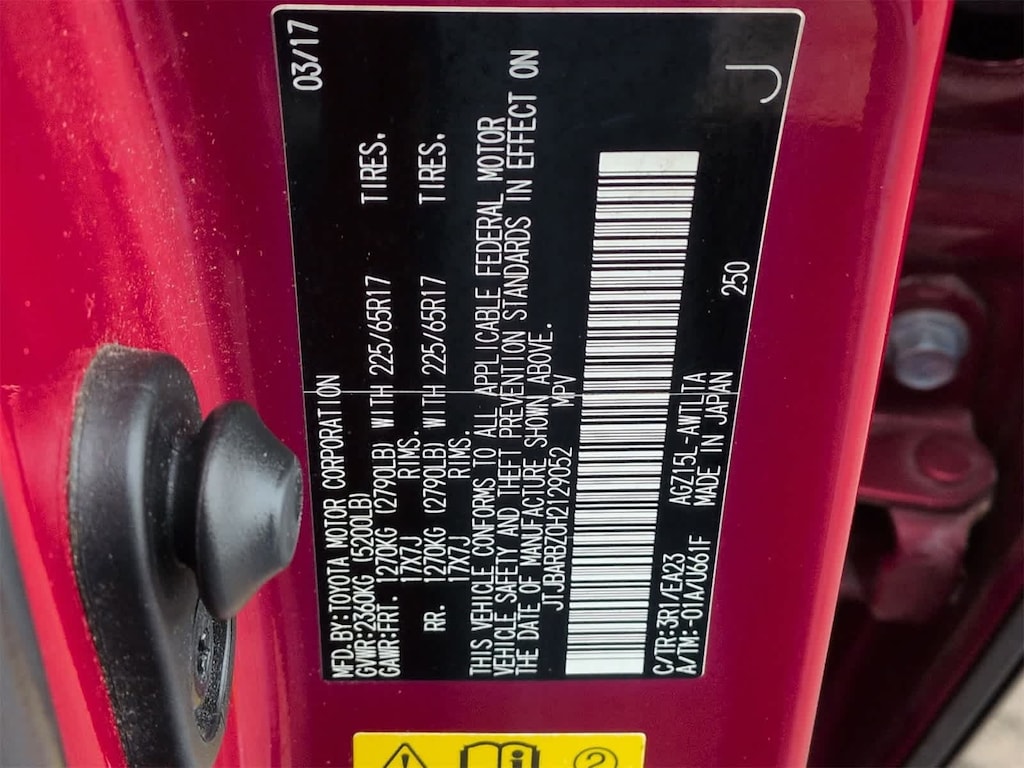 MFD.BY:TOYOTA MOTOR CORPORATION 03/17
GVWR:2360KG (5200LB)
GAWR:FRT. 1270KG (2790LB) WITH 225/65R17 TIRES.
17X7J RIMS.
RR. 1270KG (2790LB) WITH 225/65R17 TIRES.
17X7J RIMS.
THIS VEHICLE CONFORMS TO ALL APPLICABLE FEDERAL MOTOR
VEHICLE SAFETY AND THEFT PREVENTION STANDARDS IN EFFECT ON
THE DATE OF MANUFACTURE SHOWN ABOVE.
JTJBARBZ0H2129052 MPV
C/TR:3R1/EA23 AGZ15L-AWTLTA
A/TM:-01A/U661F MADE IN JAPAN 250
J